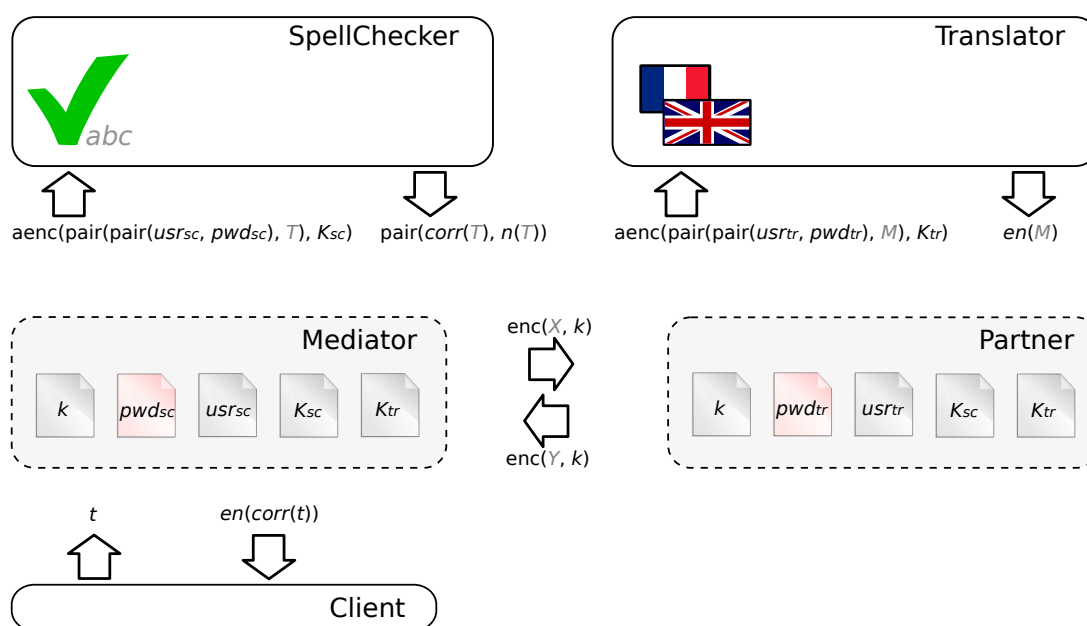 SpellChecker
Translator
abc
aenc(pair(pair(usrsc, pwdsc), T), Ksc)
pair(corr(T), n(T))
aenc(pair(pair(usrtr, pwdtr), M), Ktr)
en(M)
Mediator
enc(X, k)
Partner
k
pwdsc
usrsc
Ksc
Ktr
k
pwdtr
usrtr
Ksc
Ktr
enc(Y, k)
t
en(corr(t))
Client